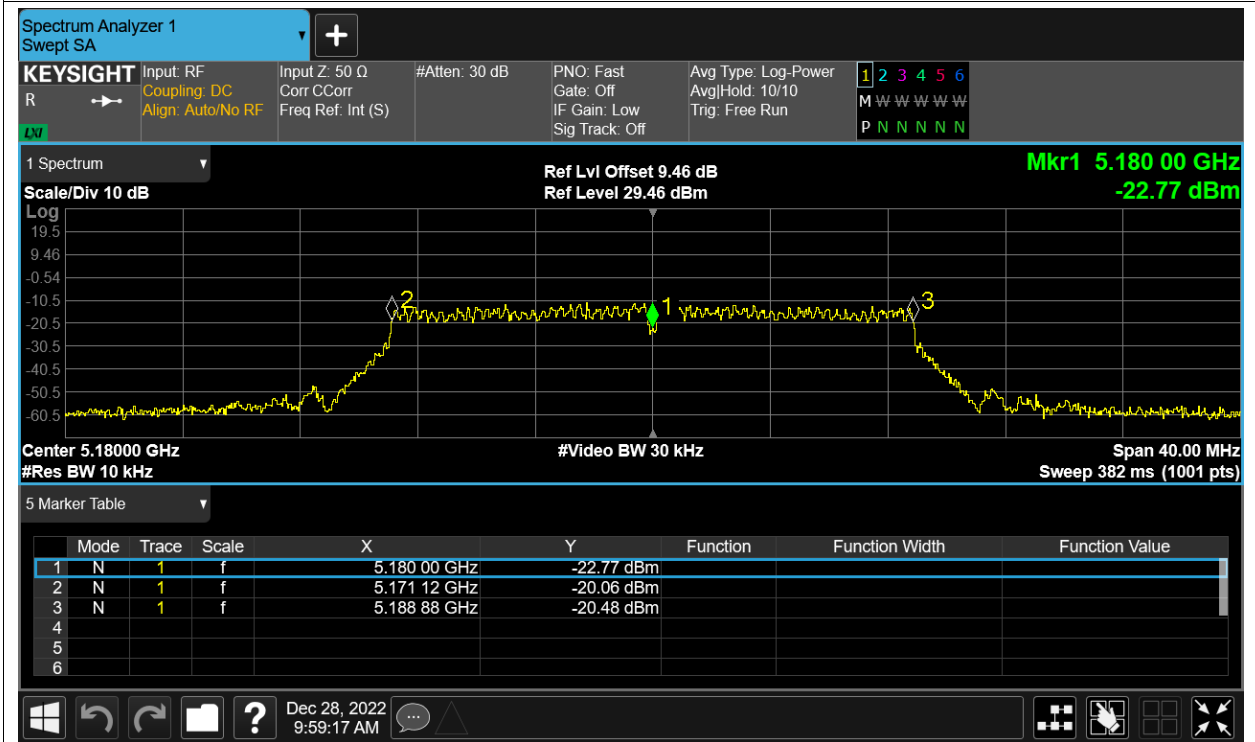 Spectrum Analyzer 1
Swept SA
+
KEYSIGHT
R
LXI
Input: RF
Coupling: DC
Align: Auto/No RF
Input Z: 50 Ω
Corr CCorr
Freq Ref: Int (S)
#Atten: 30 dB
PNO: Fast
Gate: Off
IF Gain: Low
Sig Track: Off
Avg Type: Log-Power
Avg|Hold: 10/10
Trig: Free Run
1 2 3 4 5 6
M W W W W W
P N N N N N
1 Spectrum
Scale/Div 10 dB
Ref Lvl Offset 9.46 dB
Ref Level 29.46 dBm
Mkr1 5.180 00 GHz
-22.77 dBm
Log
19.5
9.46
-0.54
-10.5
-20.5
-30.5
-40.5
-50.5
-60.5
2
1
3
Center 5.18000 GHz
#Video BW 30 kHz
Span 40.00 MHz
#Res BW 10 kHz
Sweep 382 ms (1001 pts)
5 Marker Table
Mode Trace Scale X Y Function Function Width Function Value
1 N 1 f 5.180 00 GHz -22.77 dBm
2 N 1 f 5.171 12 GHz -20.06 dBm
3 N 1 f 5.188 88 GHz -20.48 dBm
4
5
6
?
Dec 28, 2022
9:59:17 AM